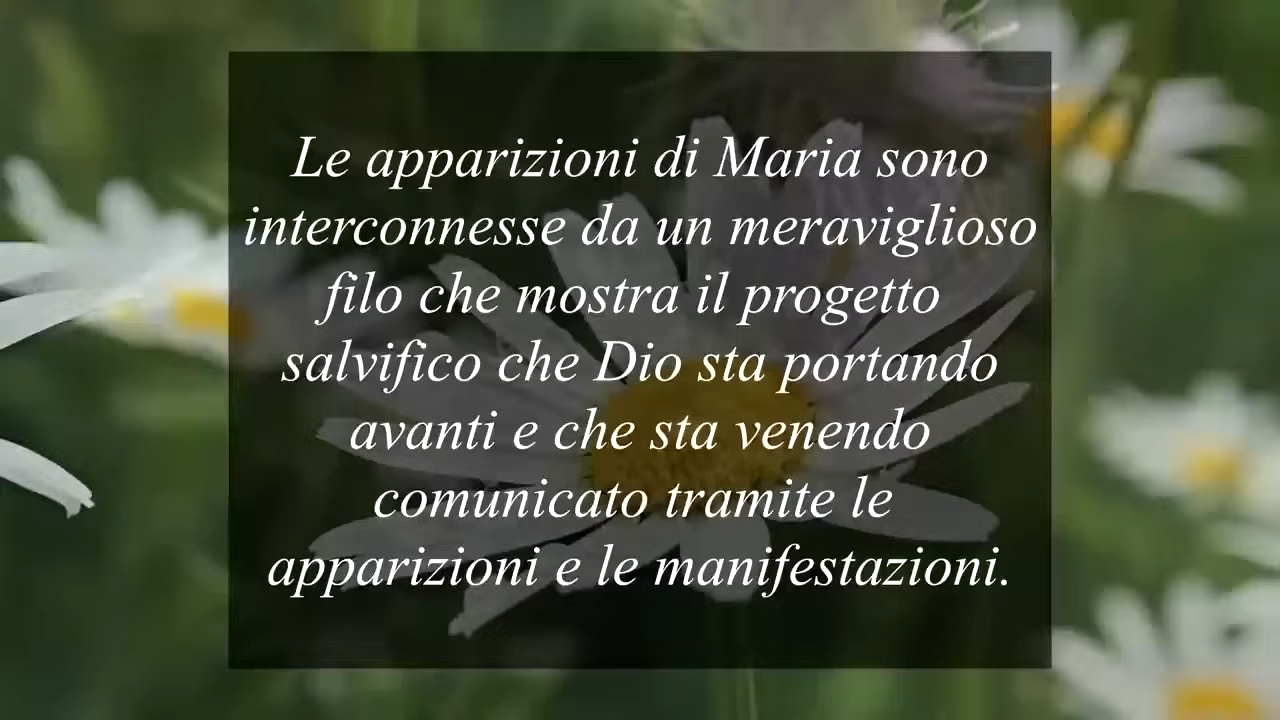 Le apparizioni di Maria sono
interconnesse da un meraviglioso
filo che mostra il progetto
salvifico che Dio sta portando
avanti e che sta venendo
comunicato tramite le
apparizioni e le manifestazioni.